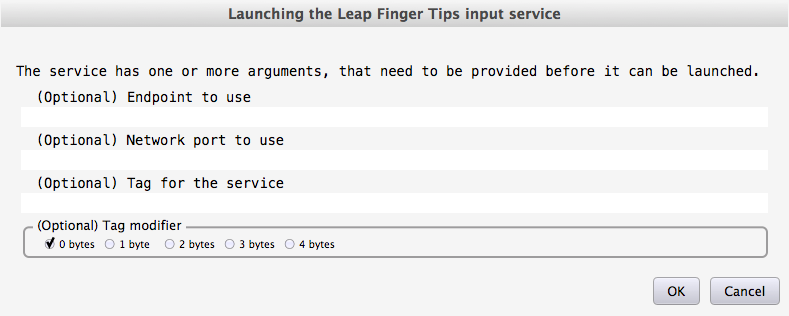 Launching the Leap Finger Tips input service
The service has one or more arguments, that need to be provided before it can be launched.
(Optional) Endpoint to use
(Optional) Network port to use
(Optional) Tag for the service
(Optional) Tag modifier
0 bytes 1 byte 2 bytes 3 bytes 4 bytes
OK Cancel